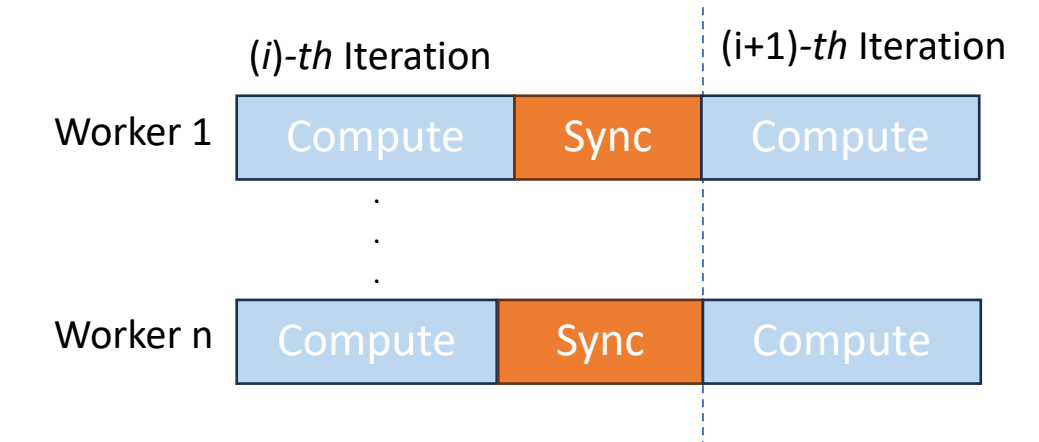 (i)-th Iteration
(i+1)-th Iteration
Worker 1
Compute
Sync
Compute
.
.
.
Worker n
Compute
Sync
Compute